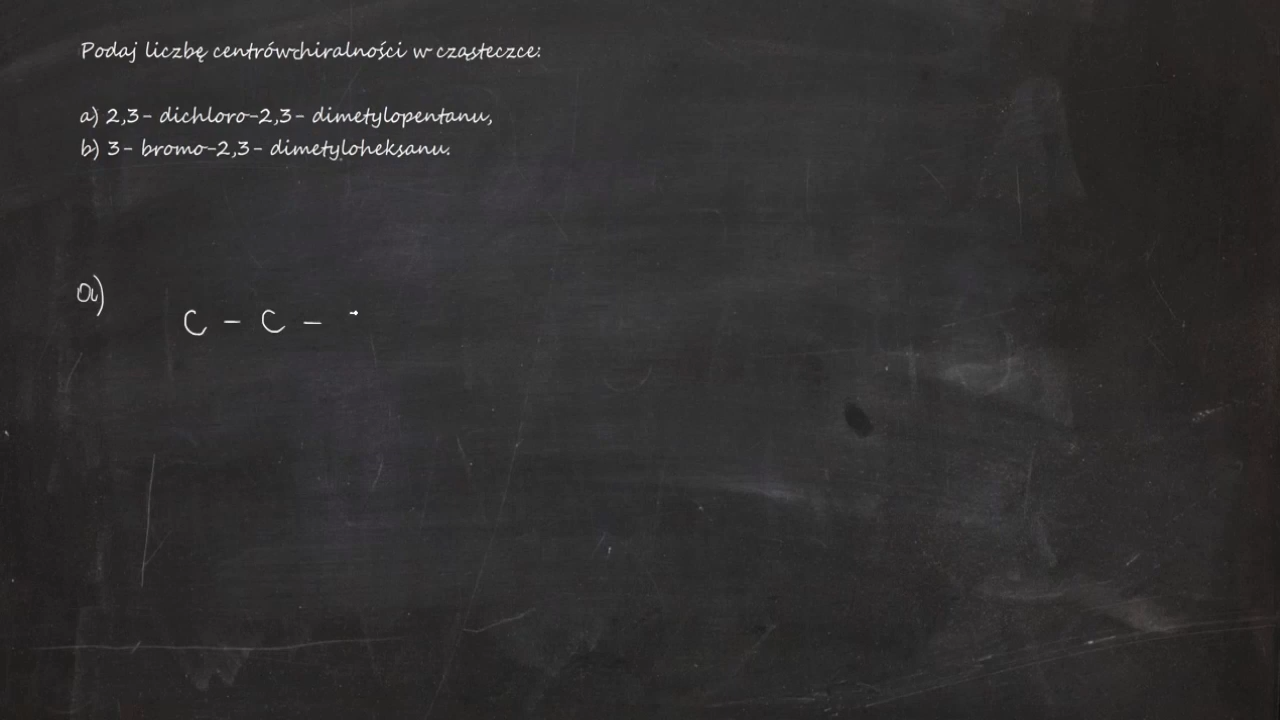 Podaj liczbę centrówchiralności w cząsteczce:
a) 2,3- dichloro-2,3- dimetylopentanu,
b) 3- bromo-2,3- dimetyloheksanu.
a)
C - C -